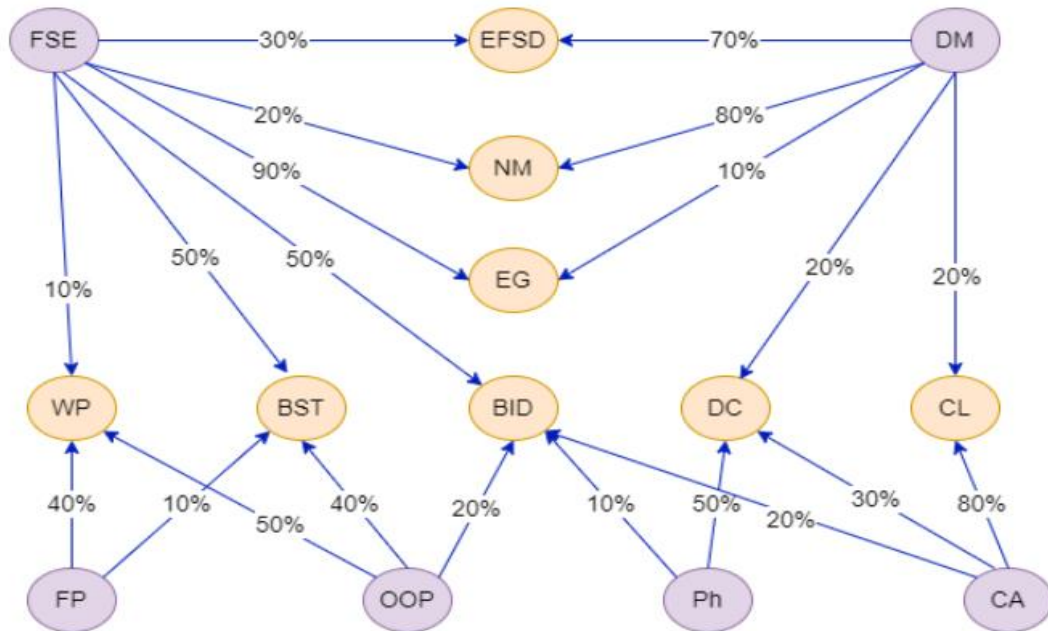 FSE 30% EFSD 70% DM
20% 80%
NM
90% 10%
EG
50% 50% 20%
10% 20%
WP BST BID DC CL
40% 10% 50% 40% 20% 10% 50% 20% 30% 80%
FP OOP Ph CA